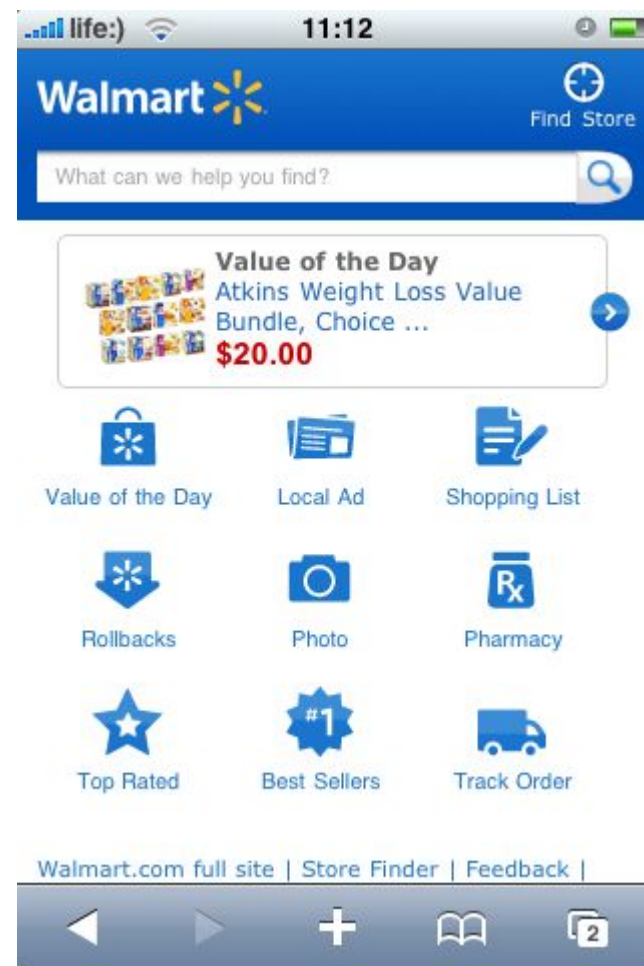 life:) 11:12
Walmart
Find Store
What can we help you find?
Value of the Day
Atkins Weight Loss Value
Bundle, Choice ...
$20.00
Value of the Day Local Ad Shopping List
Rx
Rollbacks Photo Pharmacy
#1
Top Rated Best Sellers Track Order
Walmart.com full site | Store Finder | Feedback |
2